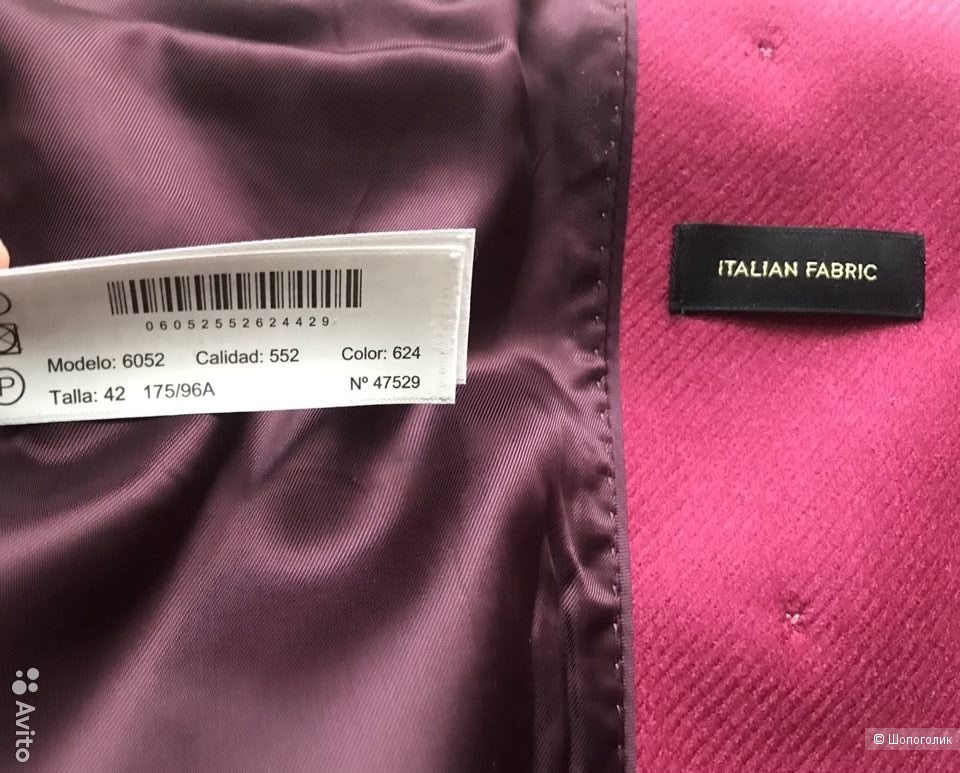 06052552624429
Modelo: 6052 Calidad: 552 Color: 624
Talla: 42 175/96A Nº 47529
P
ITALIAN FABRIC
Avito
© Шопоголик